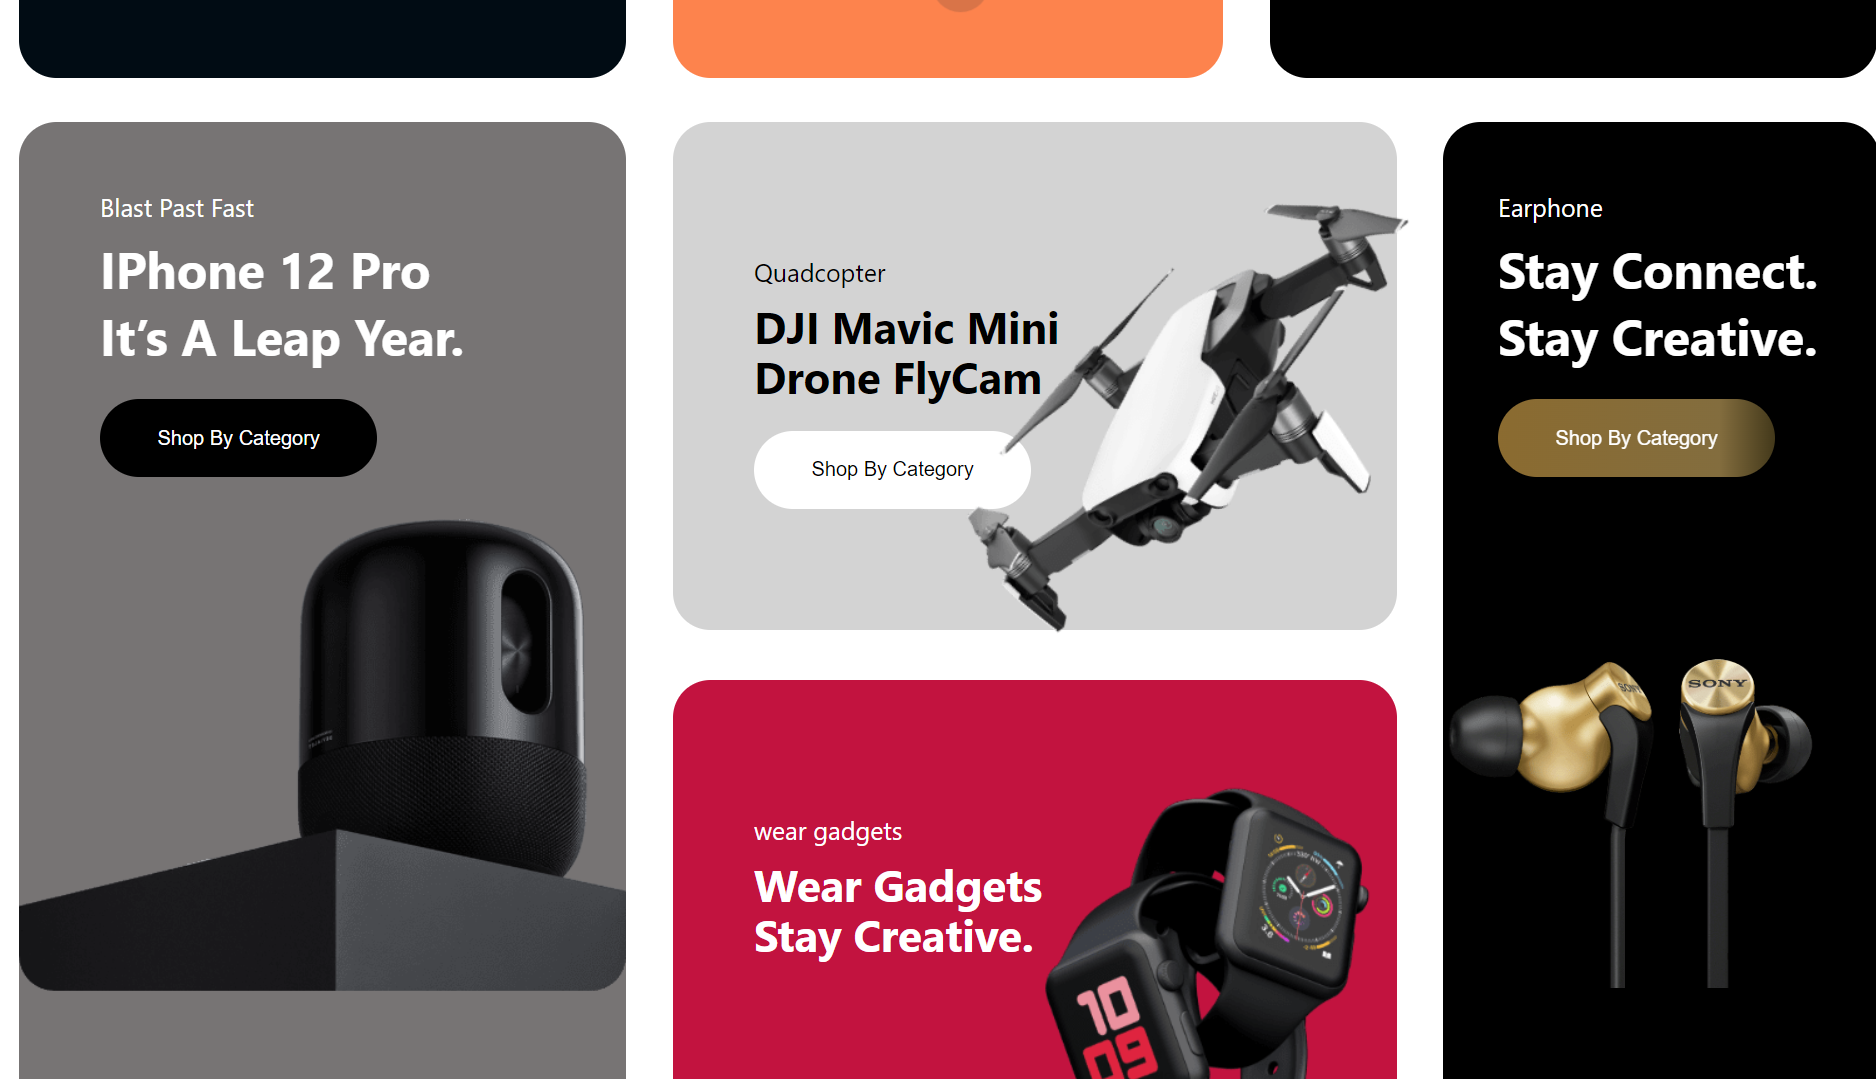 Blast Past Fast
IPhone 12 Pro
It’s A Leap Year.
Shop By Category
Quadcopter
DJI Mavic Mini
Drone FlyCam
Shop By Category
wear gadgets
Wear Gadgets
Stay Creative.
10
09
Earphone
Stay Connect.
Stay Creative.
Shop By Category
SONY
SONY